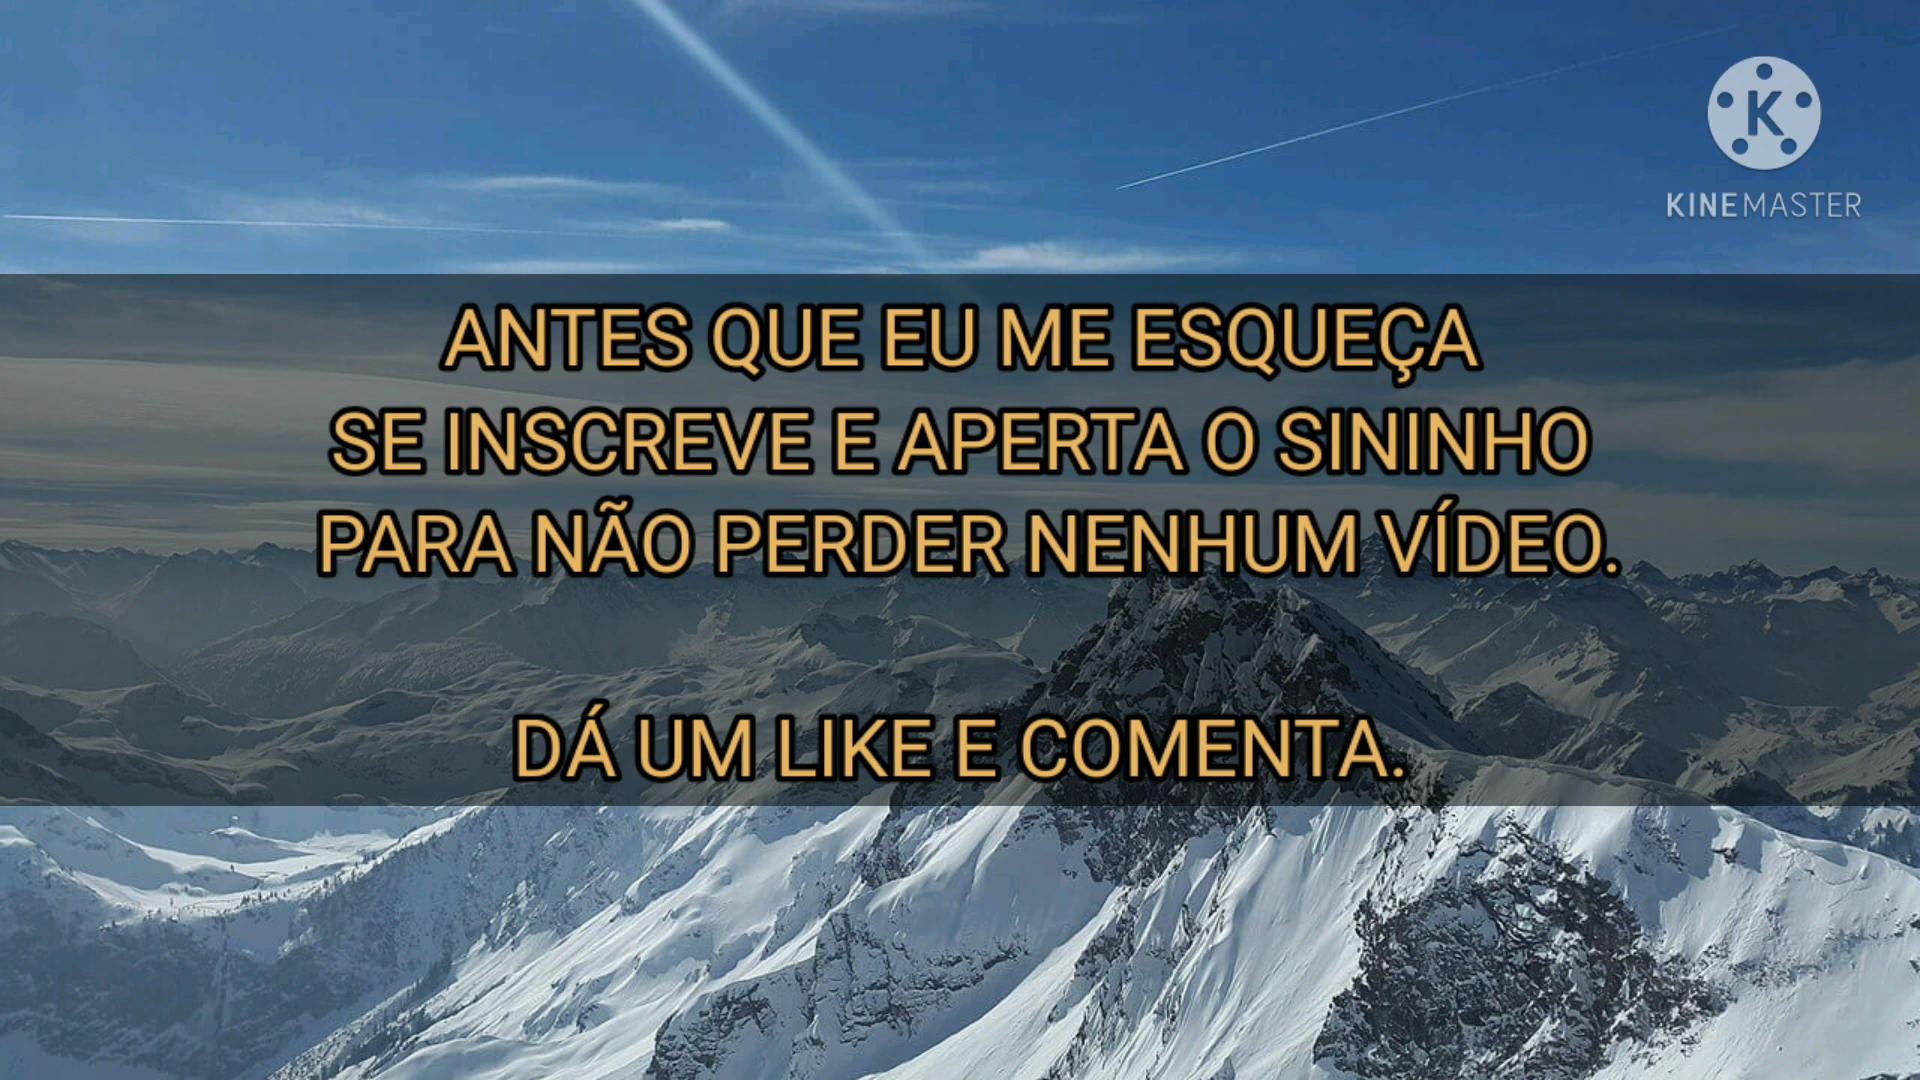 K
KINEMASTER
ANTES QUE EU ME ESQUEÇA
SE INSCREVE E APERTA O SININHO
PARA NÃO PERDER NENHUM VÍDEO.
DÁ UM LIKE E COMENTA.